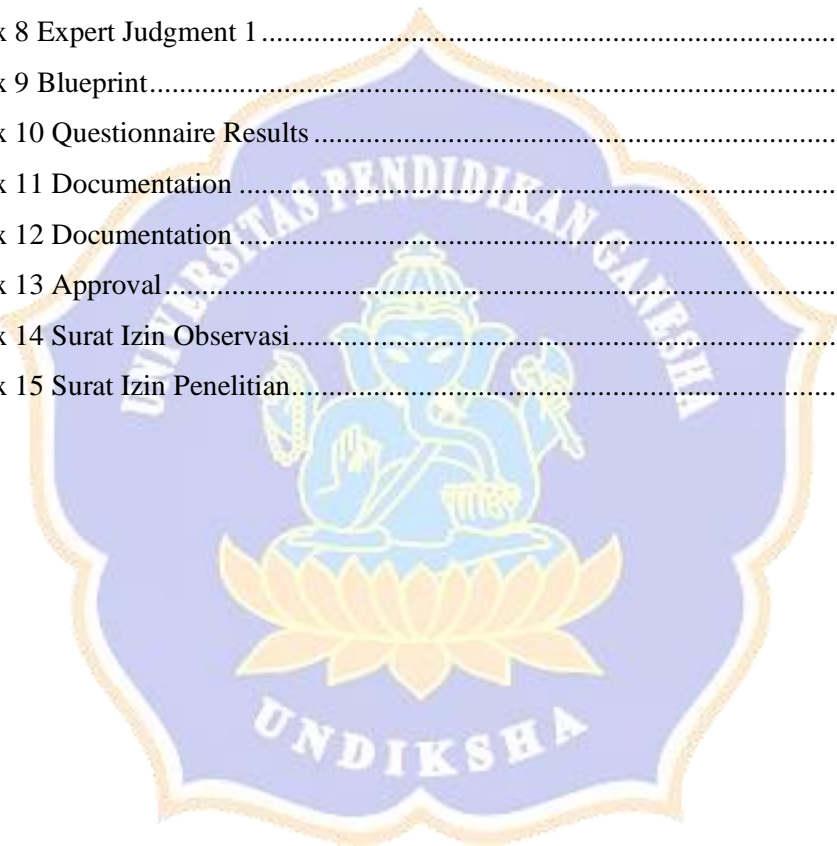 x 8 Expert Judgment 1............................................................................
x 9 Blueprint............................................................................................
x 10 Questionnaire Results......................................................................
x 11 Documentation................................................................................
x 12 Documentation................................................................................
x 13 Approval..........................................................................................
x 14 Surat Izin Observasi.........................................................................
x 15 Surat Izin Penelitian.........................................................................
UNIVERSITAS PENDIDIKAN GANESHA
UNDIKSHA